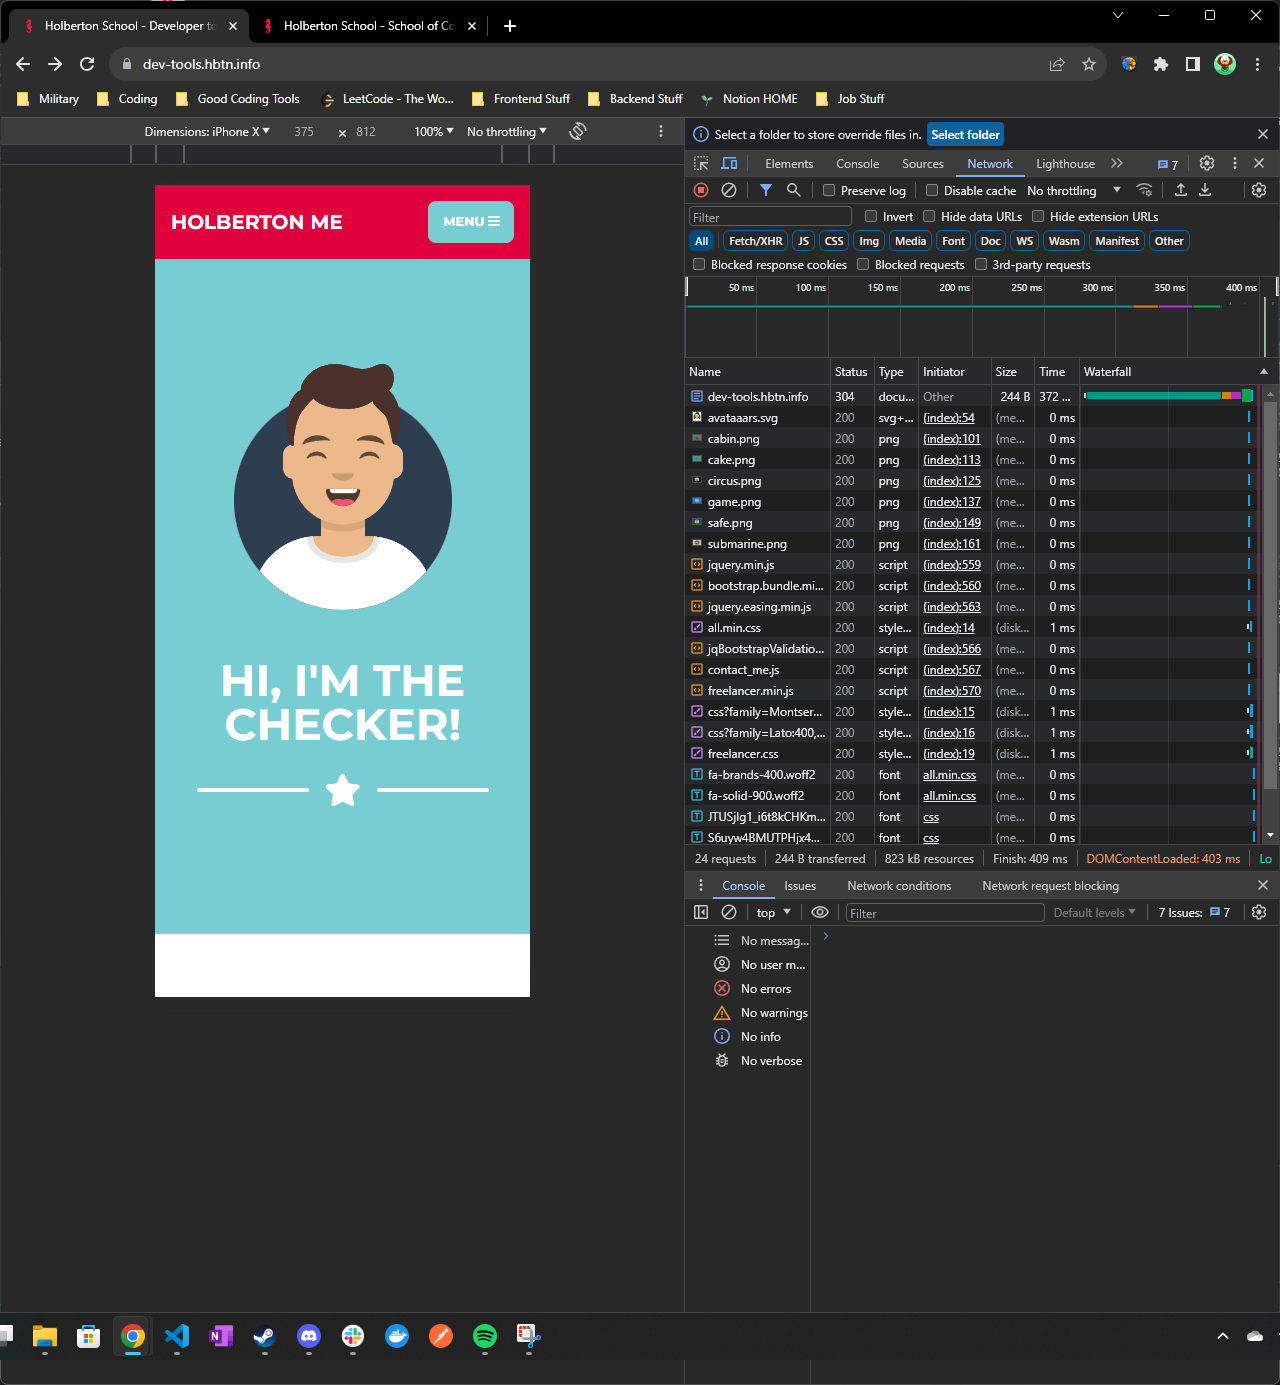 Holberton School - Developer to
Holberton School - School of Co
dev-tools.hbtn.info
Military
Coding
Good Coding Tools
LeetCode - The Wo...
Frontend Stuff
Backend Stuff
Notion HOME
Job Stuff
Dimensions: iPhone X
375
×
812
100%
No throttling
HOLBERTON ME
MENU
HI, I'M THE
CHECKER!
Select a folder to store override files in.
Select folder
Elements
Console
Sources
Network
Lighthouse
7
Preserve log
Disable cache
No throttling
Filter
Invert
Hide data URLs
Hide extension URLs
All
Fetch/XHR
JS
CSS
Img
Media
Font
Doc
WS
Wasm
Manifest
Other
Blocked response cookies
Blocked requests
3rd-party requests
50 ms
100 ms
150 ms
200 ms
250 ms
300 ms
350 ms
400 ms
Name Status Type Initiator Size Time Waterfall
dev-tools.hbtn.info 304 docu... Other 244 B 372 ...
avataaars.svg 200 svg+... (index):54 (me... 0 ms
cabin.png 200 png (index):101 (me... 0 ms
cake.png 200 png (index):113 (me... 0 ms
circus.png 200 png (index):125 (me... 0 ms
game.png 200 png (index):137 (me... 0 ms
safe.png 200 png (index):149 (me... 0 ms
submarine.png 200 png (index):161 (me... 0 ms
jquery.min.js 200 script (index):559 (me... 0 ms
bootstrap.bundle.mi... 200 script (index):560 (me... 0 ms
jquery.easing.min.js 200 script (index):563 (me... 0 ms
all.min.css 200 style... (index):14 (disk... 1 ms
jqBootstrapValidatio... 200 script (index):566 (me... 0 ms
contact_me.js 200 script (index):567 (me... 0 ms
freelancer.min.js 200 script (index):570 (me... 0 ms
css?family=Montser... 200 style... (index):15 (disk... 1 ms
css?family=Lato:400,... 200 style... (index):16 (disk... 1 ms
freelancer.css 200 style... (index):19 (disk... 1 ms
fa-brands-400.woff2 200 font all.min.css (me... 0 ms
fa-solid-900.woff2 200 font all.min.css (me... 0 ms
JTUSjIg1_i6t8kCHKm... 200 font css (me... 0 ms
S6uyw4BMUTPHjx4... 200 font css (me... 0 ms
24 requests
244 B transferred
823 kB resources
Finish: 409 ms
DOMContentLoaded: 403 ms
Lo
Console
Issues
Network conditions
Network request blocking
top
Filter
Default levels
7 Issues:
7
No messag...
No user m...
No errors
No warnings
No info
No verbose